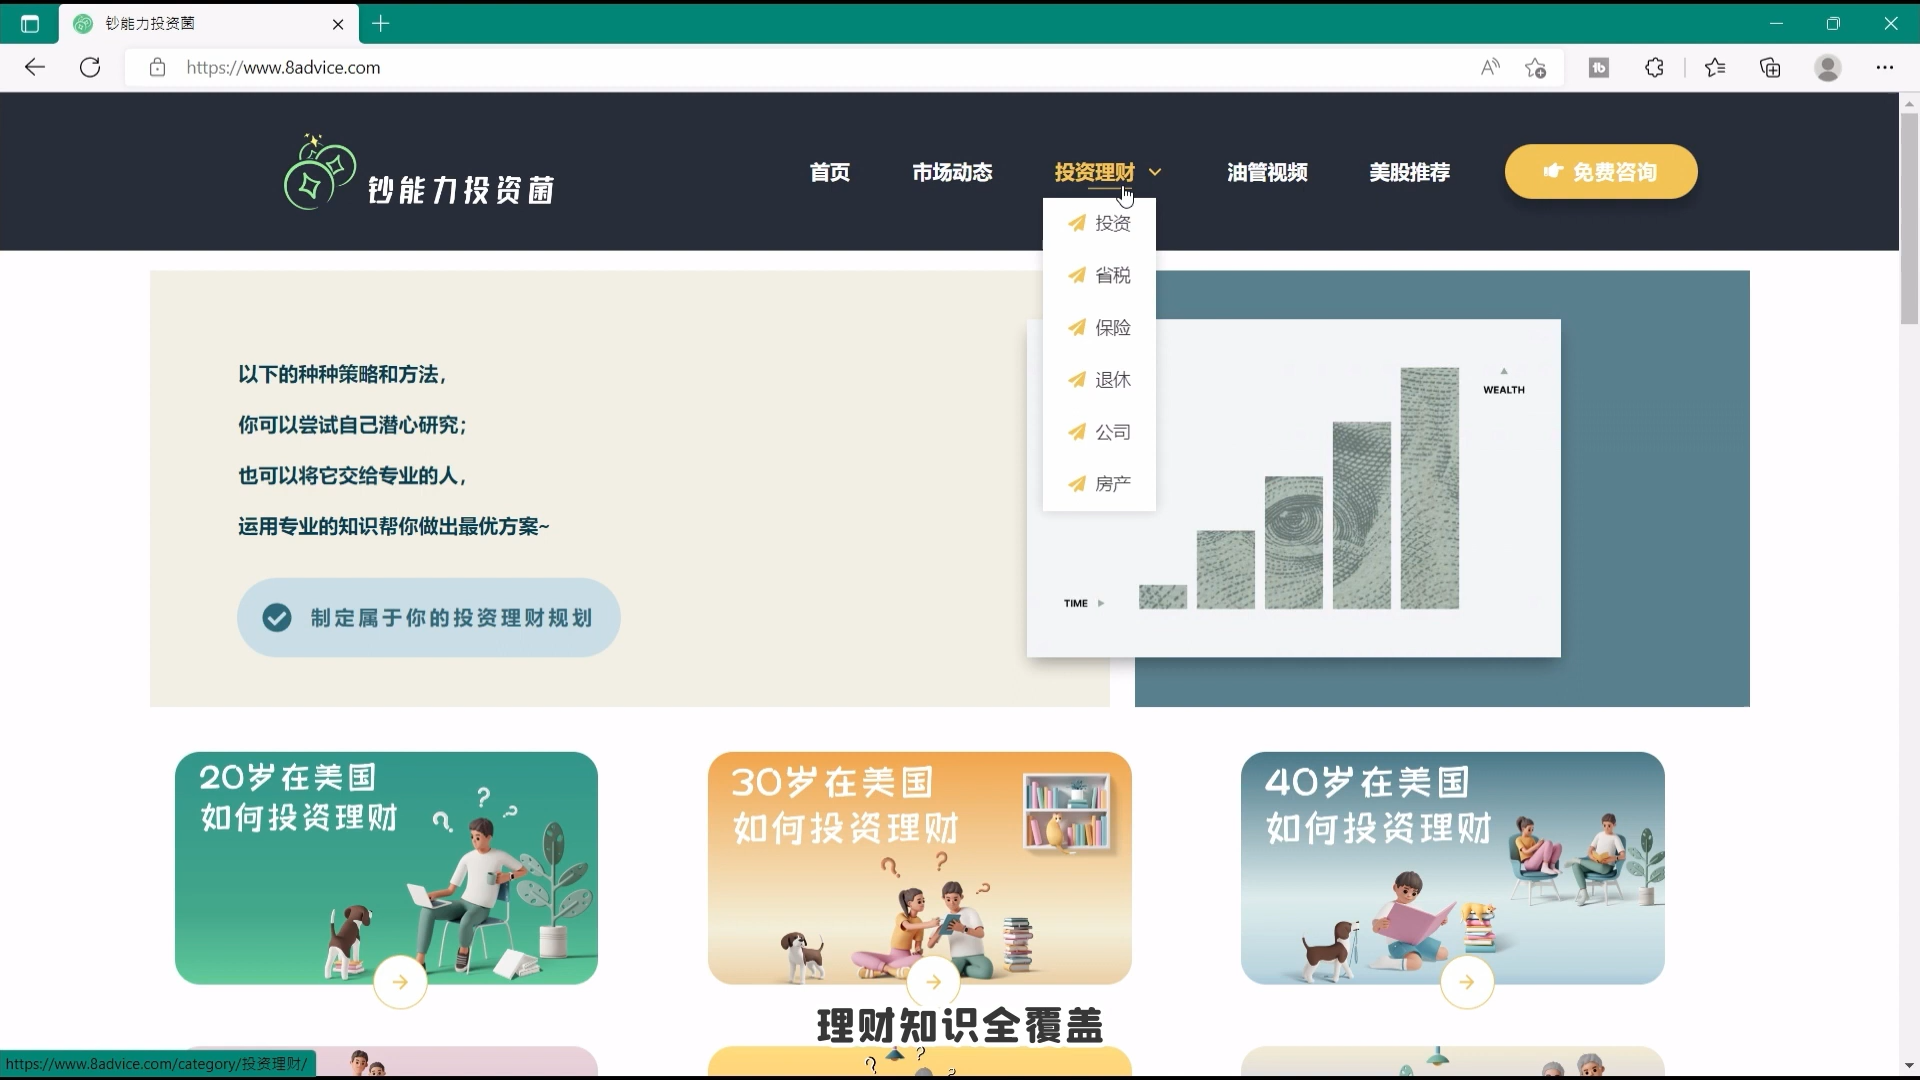 钞能力投资菌
https://www.8advice.com
钞能力投资菌
首页
市场动态
投资理财
油管视频
美股推荐
免费咨询
投资
省税
保险
退休
公司
房产
以下的种种策略和方法，
你可以尝试自己潜心研究；
也可以将它交给专业的人，
运用专业的知识帮你做出最优方案~
制定属于你的投资理财规划
WEALTH
TIME
20岁在美国
如何投资理财
30岁在美国
如何投资理财
40岁在美国
如何投资理财
理财知识全覆盖
https://www.8advice.com/category/投资理财/